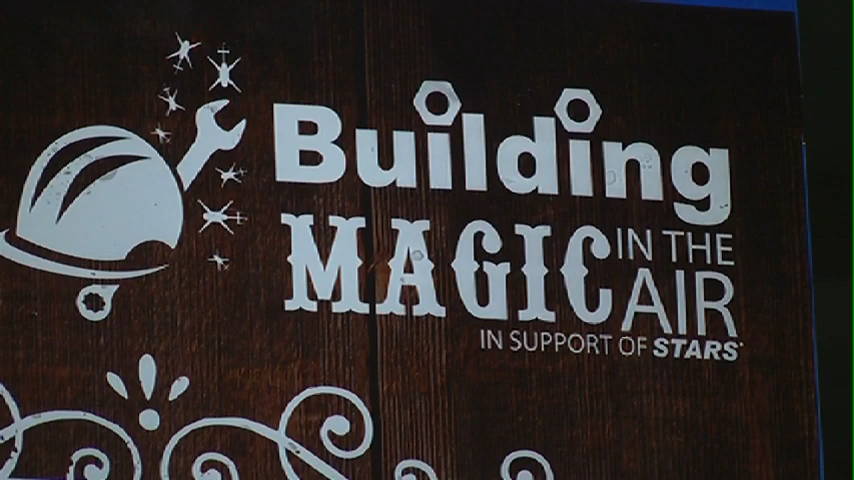 Building
MAGIC IN THE
AIR
IN SUPPORT OF STARS